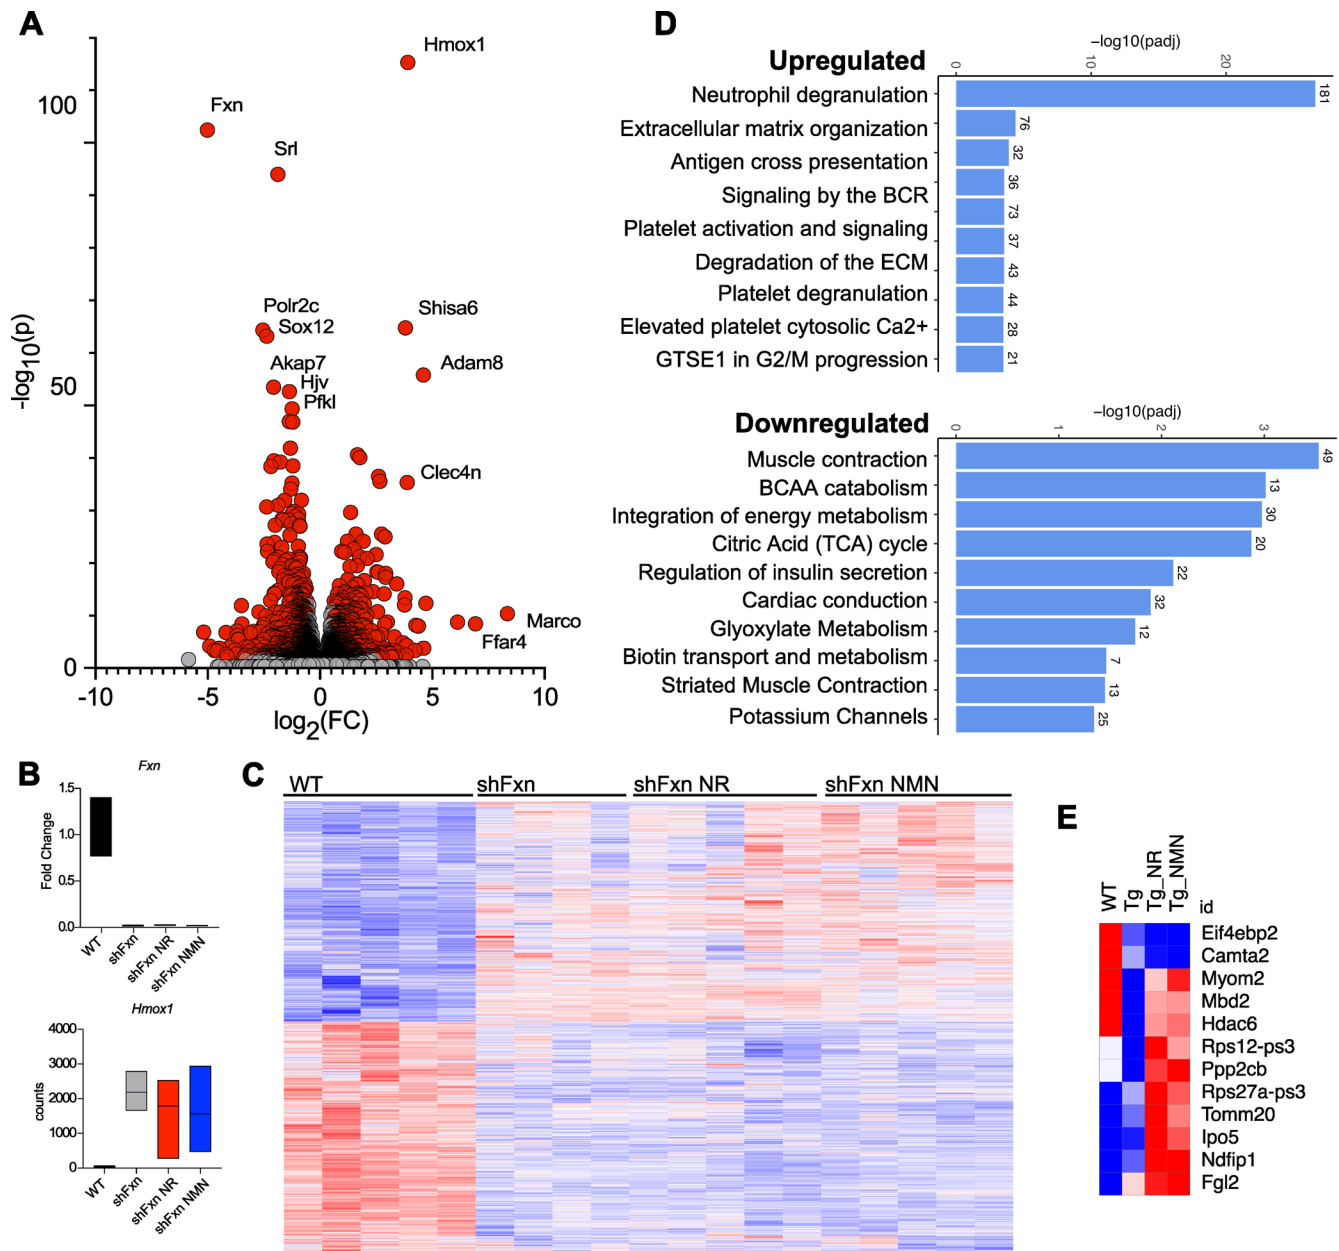 A
Hmox1
Fxn
Srl
Polr2c
Sox12
Shisa6
Akap7
Hjv
Pfkl
Adam8
Clec4n
Marco
Ffar4
100
50
0
-log10(p)
-10
-5
0
5
10
log2(FC)
D
Upregulated
-log10(padj)
0
10
20
Neutrophil degranulation
181
Extracellular matrix organization
76
Antigen cross presentation
32
Signaling by the BCR
36
Platelet activation and signaling
73
Degradation of the ECM
37
Platelet degranulation
43
Elevated platelet cytosolic Ca2+
44
GTSE1 in G2/M progression
28
21
Downregulated
-log10(padj)
0
1
2
3
Muscle contraction
49
BCAA catabolism
13
Integration of energy metabolism
30
Citric Acid (TCA) cycle
20
Regulation of insulin secretion
22
Cardiac conduction
32
Glyoxylate Metabolism
12
Biotin transport and metabolism
7
Striated Muscle Contraction
13
Potassium Channels
25
B
Fxn
Fold Change
1.5
1.0
0.5
0.0
WT
shFxn
shFxn NR
shFxn NMN
Hmox1
counts
4000
3000
2000
1000
0
WT
shFxn
shFxn NR
shFxn NMN
C
WT
shFxn
shFxn NR
shFxn NMN
E
WT
Tg
Tg_NR
Tg_NMN
id
Eif4ebp2
Camta2
Myom2
Mbd2
Hdac6
Rps12-ps3
Ppp2cb
Rps27a-ps3
Tomm20
Ipo5
Ndfip1
Fgl2